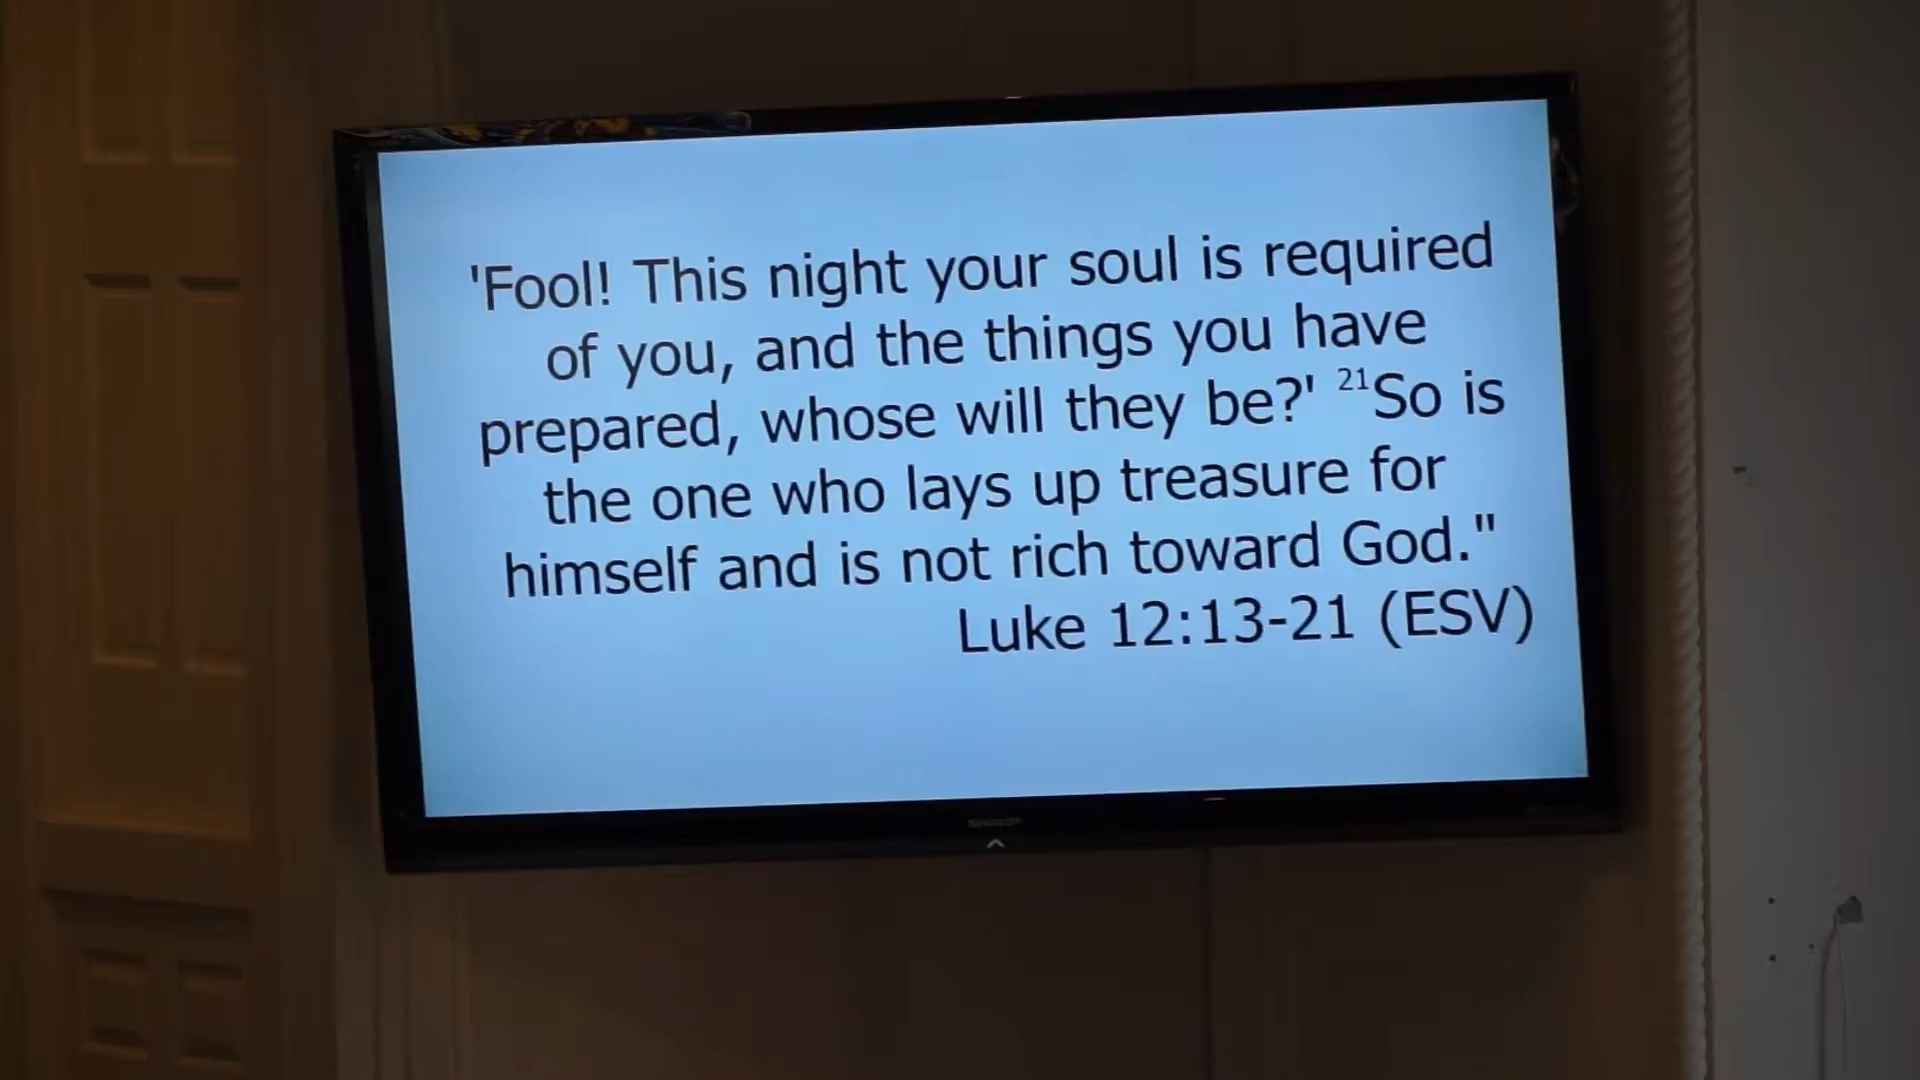 'Fool! This night your soul is required
of you, and the things you have
prepared, whose will they be?' 21So is
the one who lays up treasure for
himself and is not rich toward God."
Luke 12:13-21 (ESV)
SHARP